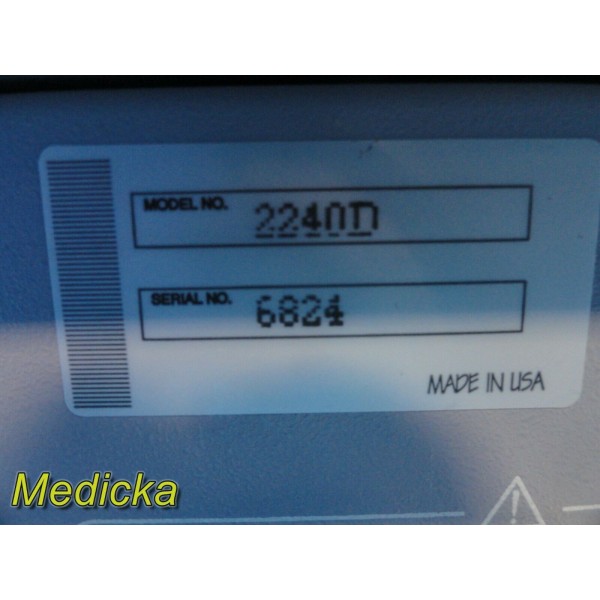 MODEL NO. 2240D
SERIAL NO. 6824
MADE IN USA
Medicka
!